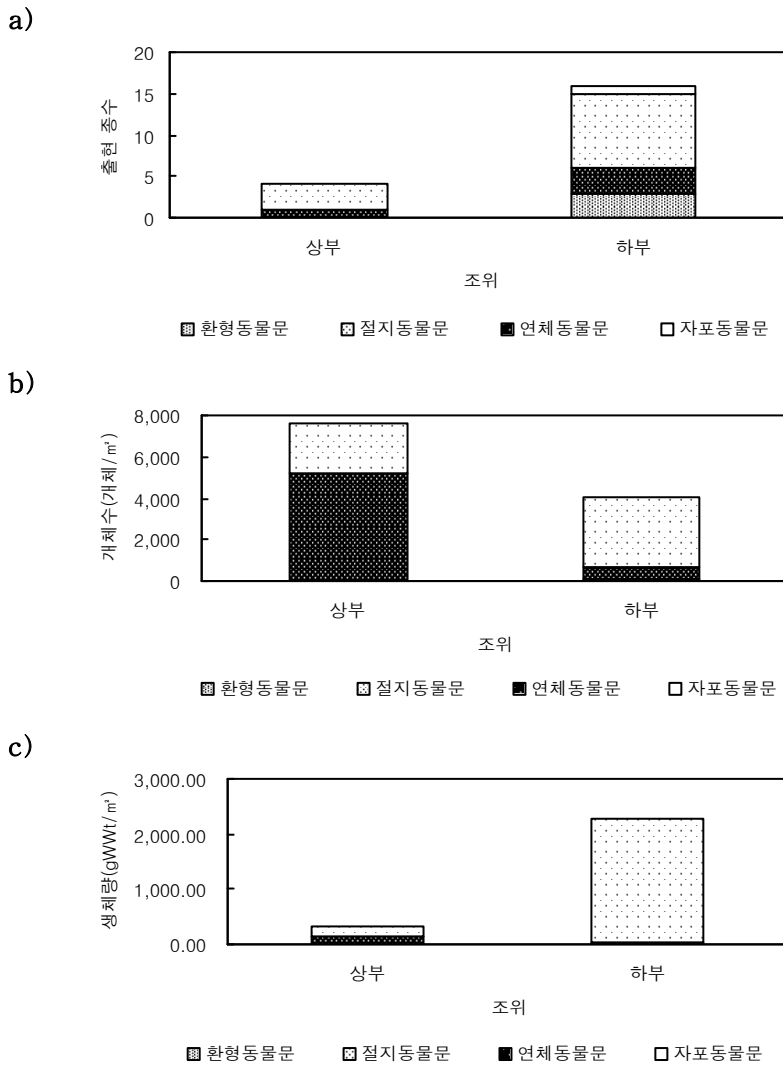 a)
20
15
10
5
0
출현 종수
상부 하부
조위
환형동물문 절지동물문 연체동물문 자포동물문
b)
8,000
6,000
4,000
2,000
0
개체수(개체/㎡)
상부 하부
조위
환형동물문 절지동물문 연체동물문 자포동물문
c)
3,000.00
2,000.00
1,000.00
0.00
생체량(gWWt/㎡)
상부 하부
조위
환형동물문 절지동물문 연체동물문 자포동물문